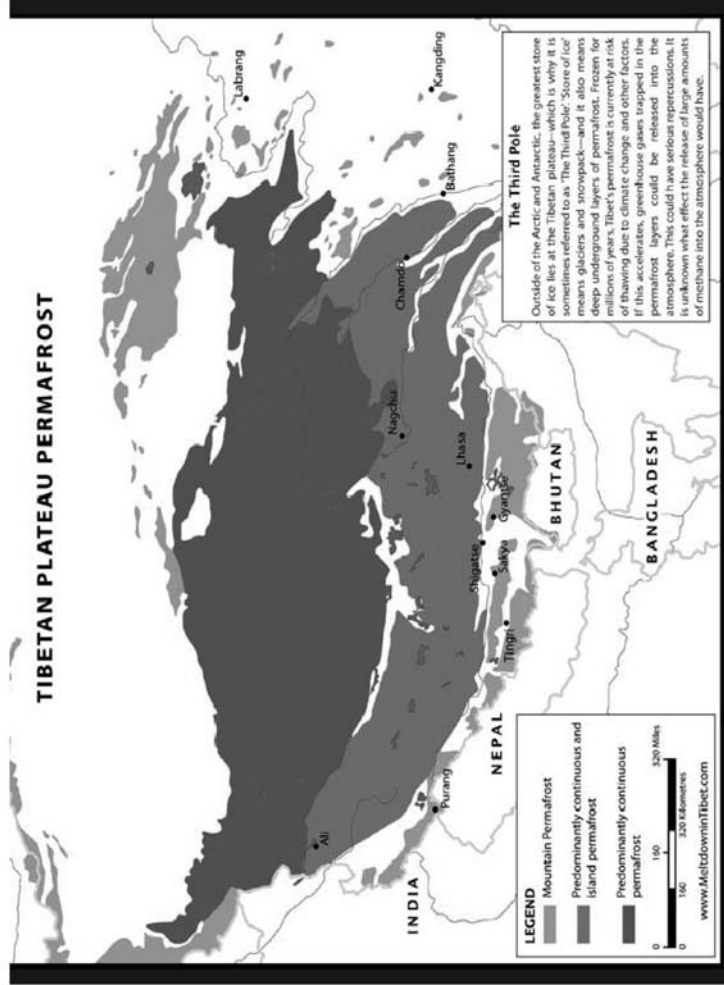 TIBETAN PLATEAU PERMAFROST
Labrang
Kangding
Bathang
Chamdo
Nagchu
Lhasa
Gyantse
Shigatse
Sakya
Tingri
Purang
Ali
INDIA
NEPAL
BHUTAN
BANGLADESH
The Third Pole
Outside of the Arctic and Antarctic, the greatest store
of ice lies at the Tibetan plateau—which is why it is
sometimes referred to as 'The Third Pole'. 'Store of ice'
means glaciers and snowpack—and it also means
deep underground layers of permafrost. Frozen for
millions of years, Tibet's permafrost is currently at risk
of thawing due to climate change and other factors.
If this accelerates, greenhouse gases trapped in the
permafrost layers could be released into the
atmosphere. This could have serious repercussions. It
is unknown what effect the release of large amounts
of methane into the atmosphere would have.
LEGEND
Mountain Permafrost
Predominantly continuous and
island permafrost
Predominantly continuous
permafrost
0 160 320 Miles
0 160 320 Kilometres
www.MeltdowninTibet.com